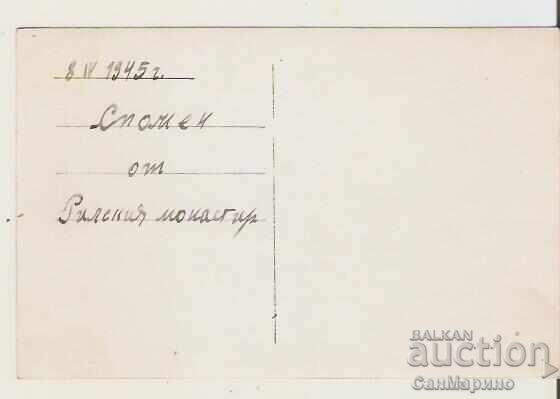 8 IV 1945 г.
Спомен
от
Рилския монастир
BALKAN
auction
СанМарино